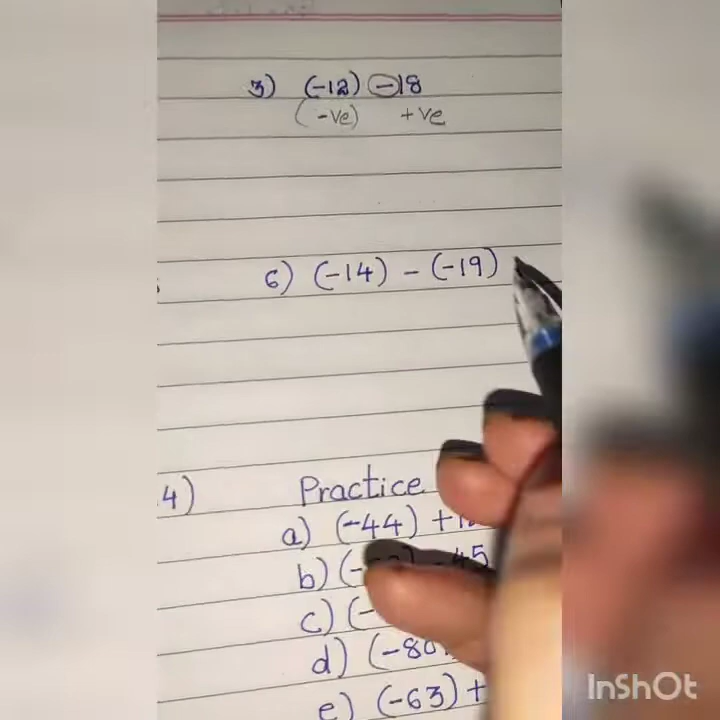 3) (-12) -18
(-ve) +ve
6) (-14) - (-19)
4) Practice
a) (-44) +
b) (- 45
c) (-
d) (-80
e) (-63) +
InShOt